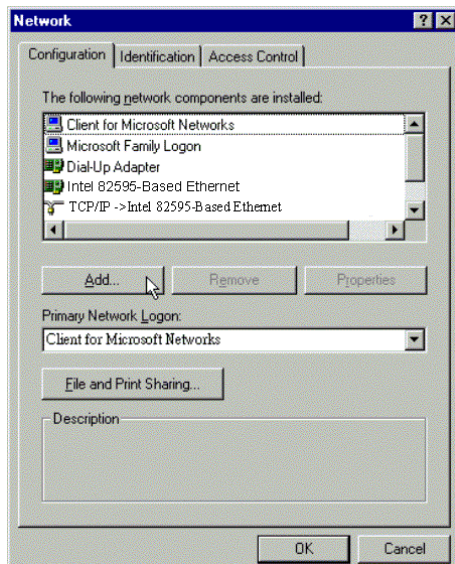 Network
Configuration Identification Access Control
The following network components are installed:
Client for Microsoft Networks
Microsoft Family Logon
Dial-Up Adapter
Intel 82595-Based Ethernet
TCP/IP ->Intel 82595-Based Ethernet
Add... Remove Properties
Primary Network Logon:
Client for Microsoft Networks
File and Print Sharing...
Description
OK Cancel